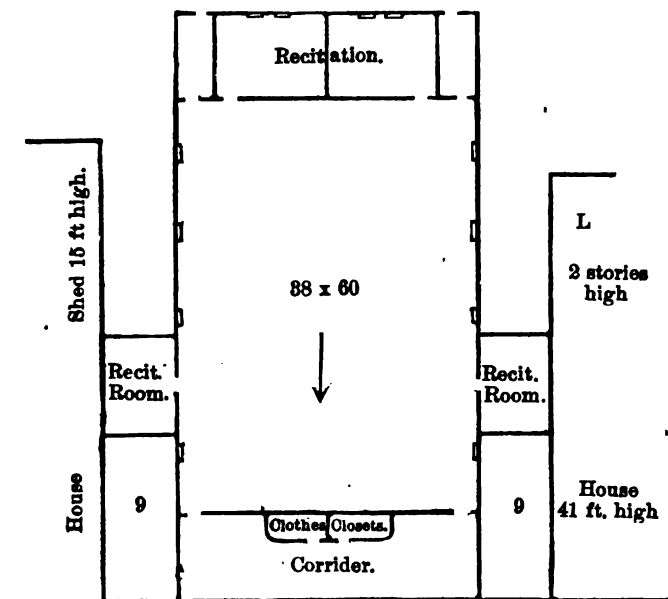 Recitation.
Shed 15 ft high.
L
2 stories
high
38 x 60
Recit.
Room.
Recit.
Room.
House
9
9
House
41 ft. high
Clothes Closets.
Corrider.